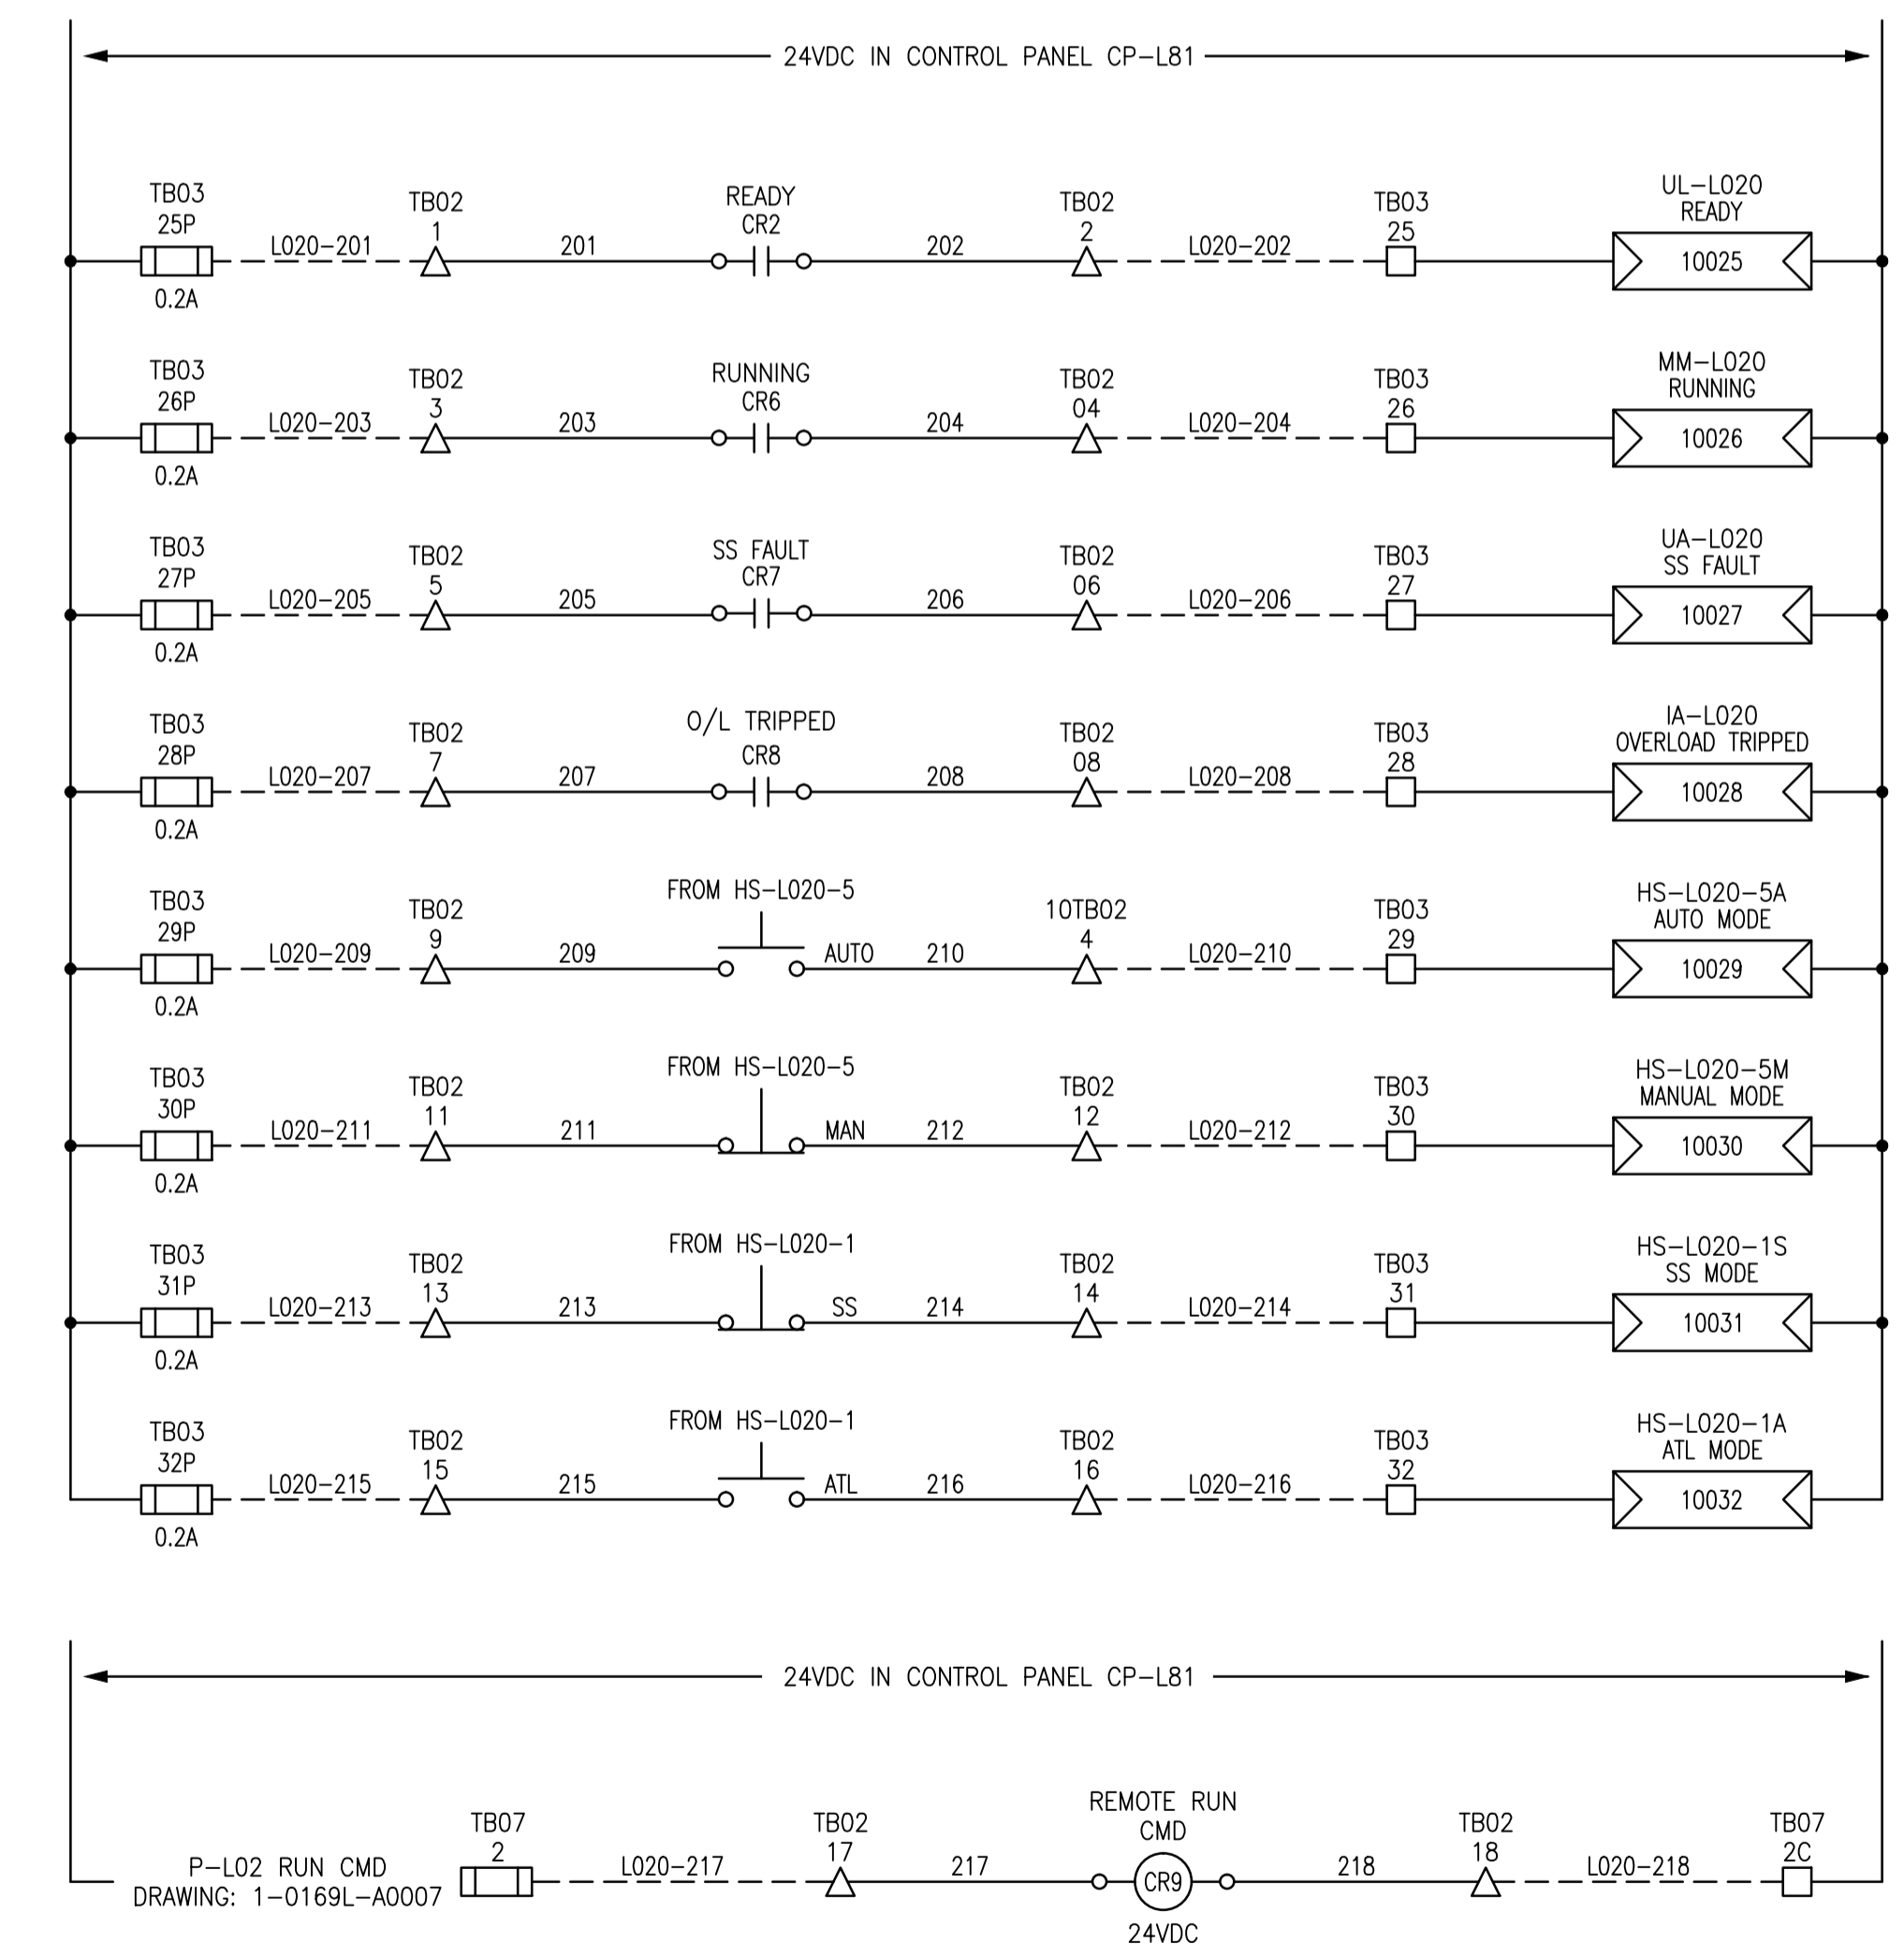 24VDC IN CONTROL PANEL CP-L81
TB03
25P
0.2A
L020-201
TB02
1
201
READY
CR2
202
TB02
2
L020-202
TB03
25
UL-L020
READY
10025
TB03
26P
0.2A
L020-203
TB02
3
203
RUNNING
CR6
204
TB02
04
L020-204
TB03
26
MM-L020
RUNNING
10026
TB03
27P
0.2A
L020-205
TB02
5
205
SS FAULT
CR7
206
TB02
06
L020-206
TB03
27
UA-L020
SS FAULT
10027
TB03
28P
0.2A
L020-207
TB02
7
207
O/L TRIPPED
CR8
208
TB02
08
L020-208
TB03
28
IA-L020
OVERLOAD TRIPPED
10028
TB03
29P
0.2A
L020-209
TB02
9
209
FROM HS-L020-5
AUTO
210
10TB02
4
L020-210
TB03
29
HS-L020-5A
AUTO MODE
10029
TB03
30P
0.2A
L020-211
TB02
11
211
FROM HS-L020-5
MAN
212
TB02
12
L020-212
TB03
30
HS-L020-5M
MANUAL MODE
10030
TB03
31P
0.2A
L020-213
TB02
13
213
FROM HS-L020-1
SS
214
TB02
14
L020-214
TB03
31
HS-L020-1S
SS MODE
10031
TB03
32P
0.2A
L020-215
TB02
15
215
FROM HS-L020-1
ATL
216
TB02
16
L020-216
TB03
32
HS-L020-1A
ATL MODE
10032
24VDC IN CONTROL PANEL CP-L81
P-L02 RUN CMD
DRAWING: 1-0169L-A0007
TB07
2
L020-217
TB02
17
217
REMOTE RUN
CMD
CR9
24VDC
218
TB02
18
L020-218
TB07
2C